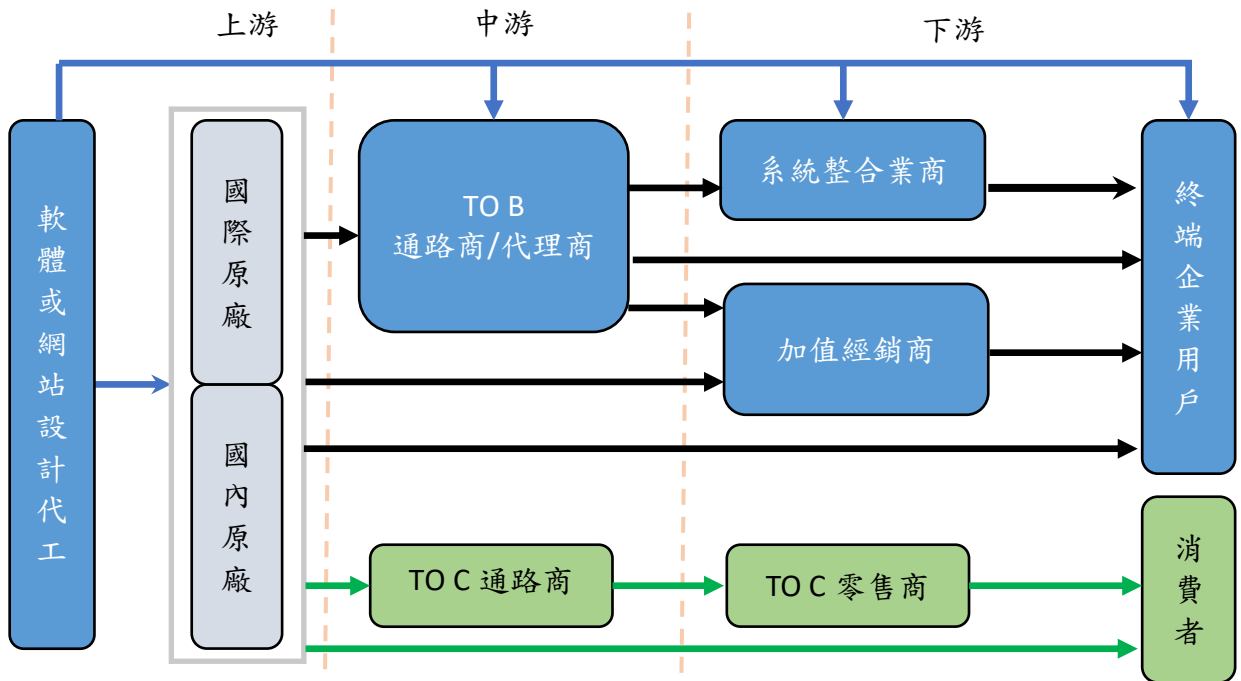 上游
中游
下游
軟體或網站設計代工
國際原廠
國內原廠
TO B
通路商/代理商
系統整合業商
加值經銷商
終端企業用戶
TO C 通路商
TO C 零售商
消費者